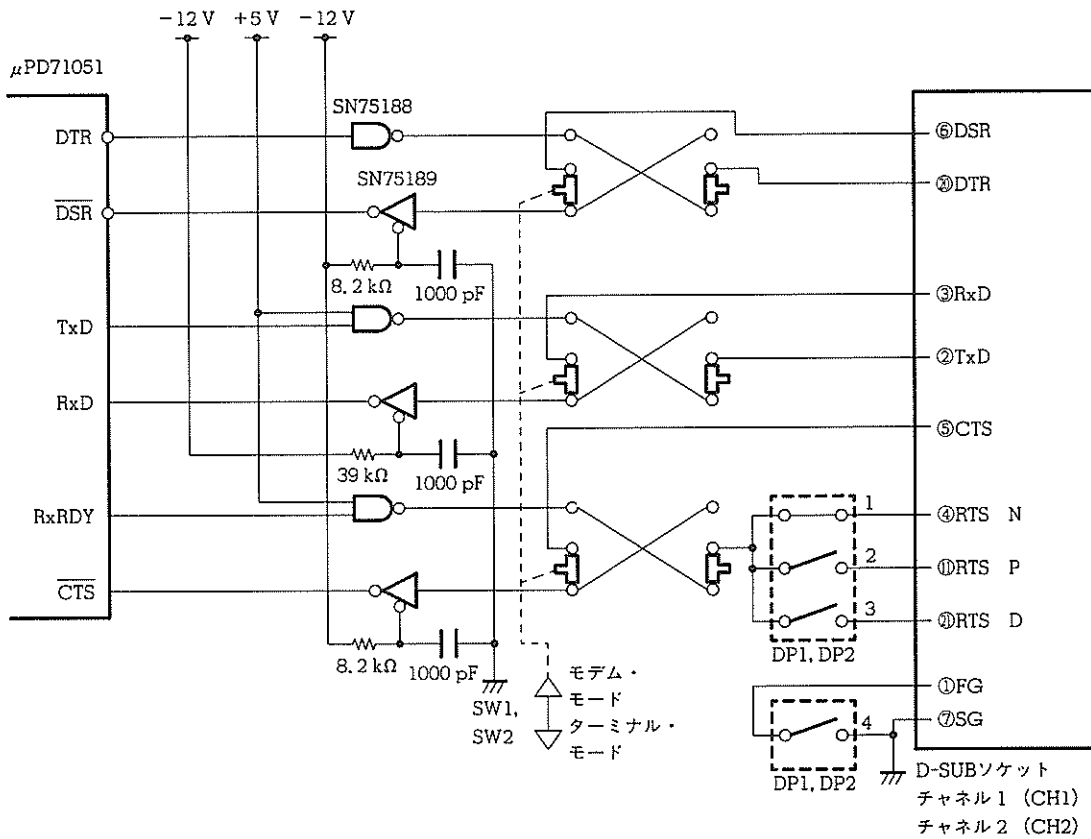 −12 V
+5 V
−12 V
μPD71051
SN75188
DTR
⑥DSR
SN75189
⑳DTR
DSR
8.2 kΩ
1000 pF
③RxD
TxD
②TxD
RxD
⑤CTS
39 kΩ
1000 pF
1
RxRDY
④RTS N
2
⑪RTS P
CTS
3
㉑RTS D
DP1, DP2
8.2 kΩ
1000 pF
モデム・
モード
①FG
SW1,
SW2
ターミナル・
モード
4
⑦SG
DP1, DP2
D-SUBソケット
チャネル1 (CH1)
チャネル2 (CH2)